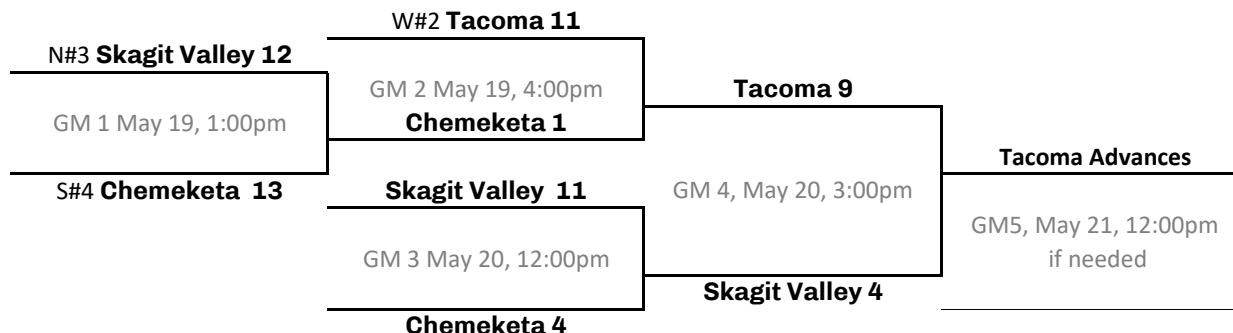 W#2 Tacoma 11
N#3 Skagit Valley 12
GM 2 May 19, 4:00pm
Tacoma 9
GM 1 May 19, 1:00pm
Chemeketa 1
Tacoma Advances
S#4 Chemeketa 13
Skagit Valley 11
GM 4, May 20, 3:00pm
GM5, May 21, 12:00pm
if needed
GM 3 May 20, 12:00pm
Skagit Valley 4
Chemeketa 4